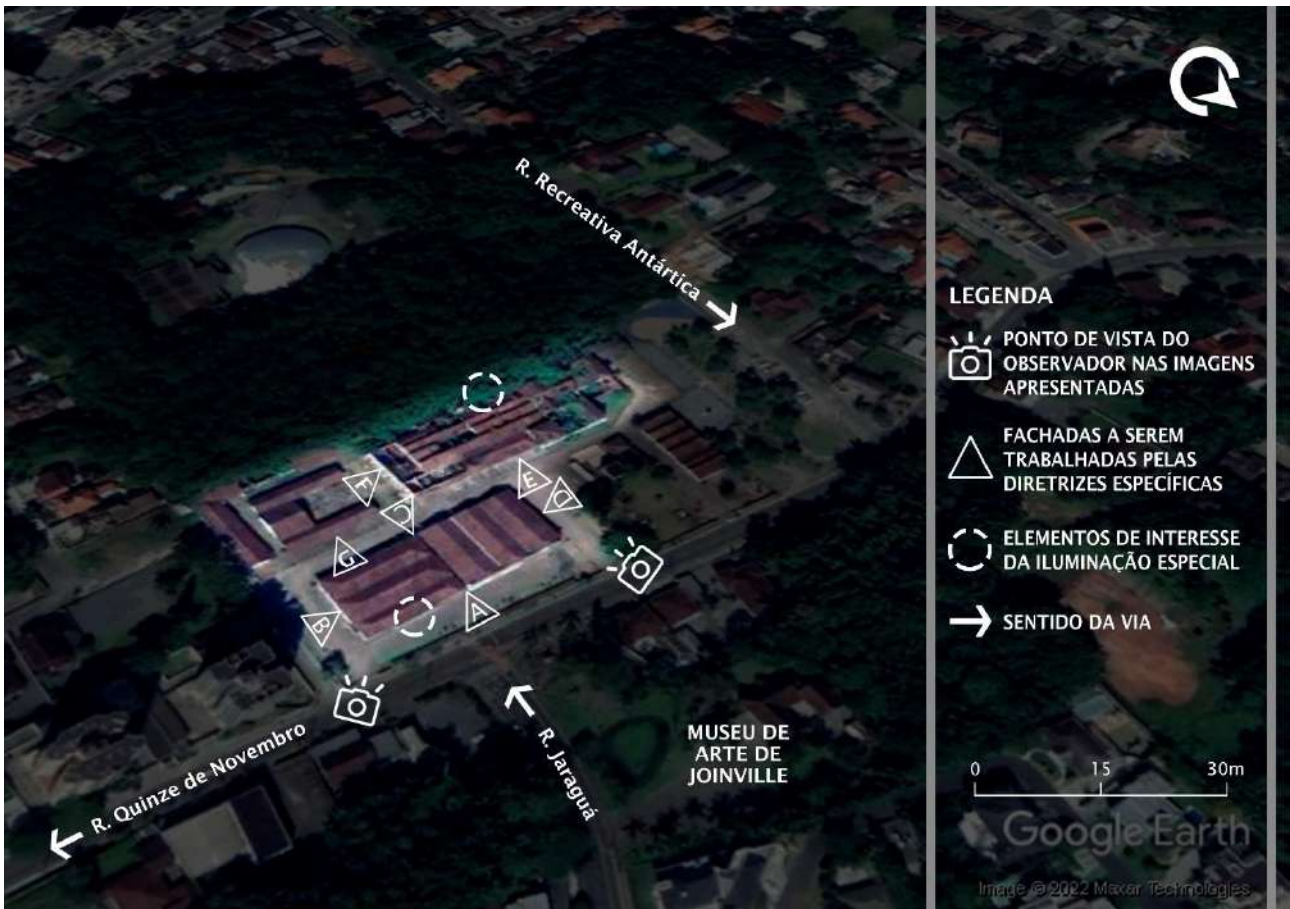 R. Recreativa Antártica
F
C
E
D
G
B
A
R. Quinze de Novembro
R. Jaraguá
MUSEU DE
ARTE DE
JOINVILLE
LEGENDA
PONTO DE VISTA DO
OBSERVADOR NAS IMAGENS
APRESENTADAS
FACHADAS A SEREM
TRABALHADAS PELAS
DIRETRIZES ESPECÍFICAS
ELEMENTOS DE INTERESSE
DA ILUMINAÇÃO ESPECIAL
SENTIDO DA VIA
0 15 30m
Google Earth
Image © 2022 Maxar Technologies